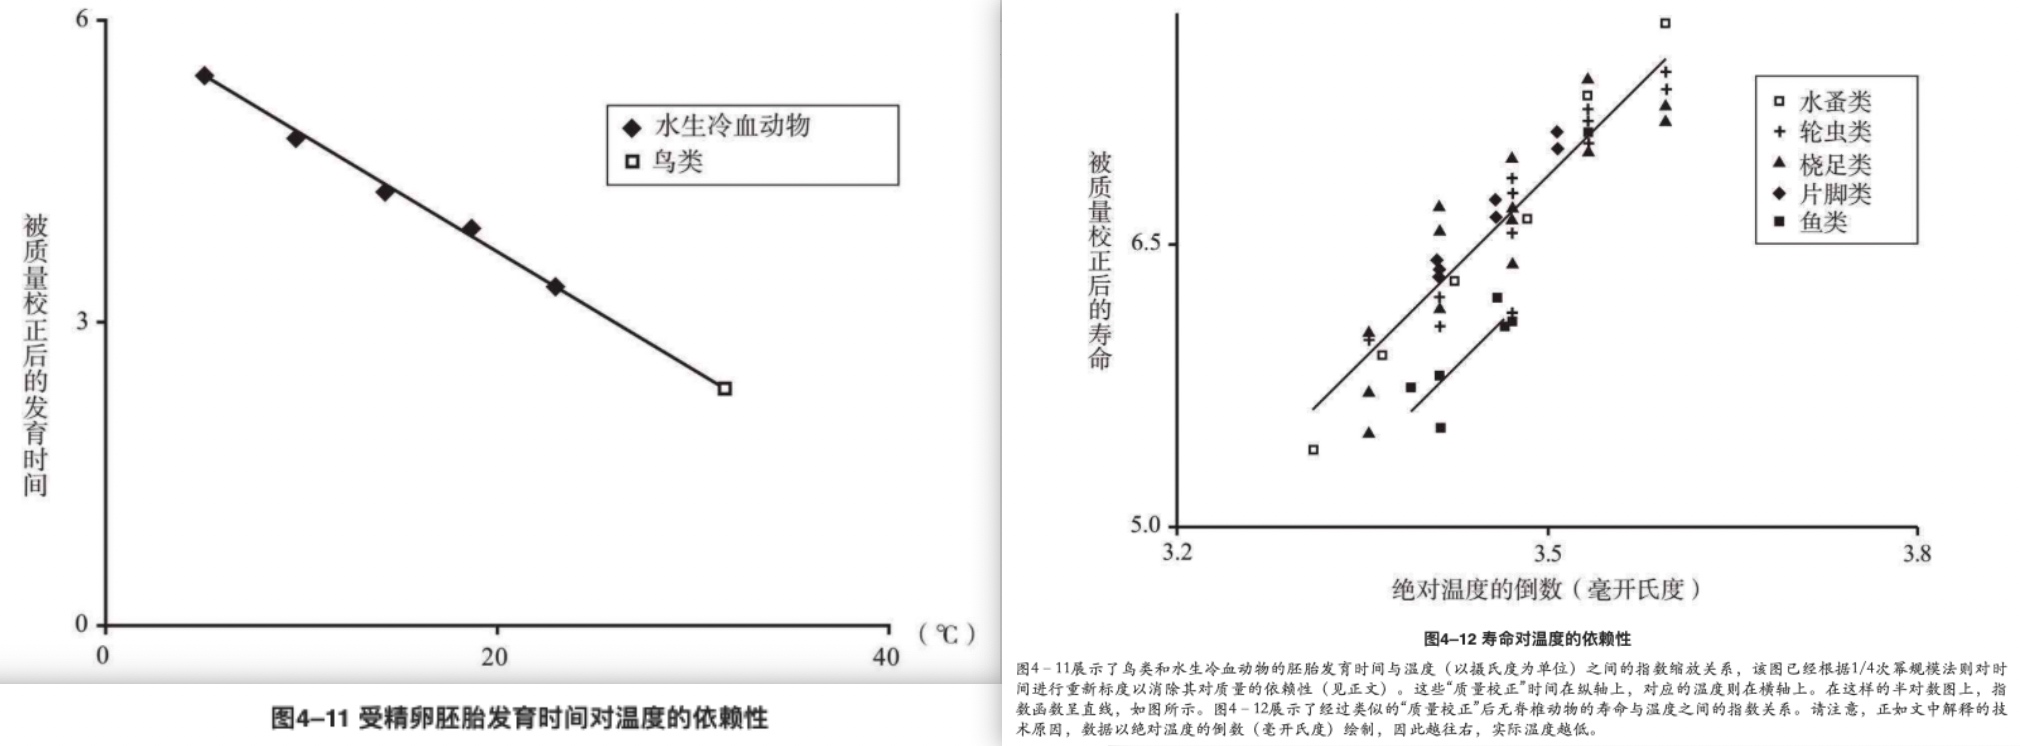 6
3
0
0
20
40
(℃)
被质量校正后的发育时间
水生冷血动物
鸟类
图4–11 受精卵胚胎发育时间对温度的依赖性
6.5
5.0
3.2
3.5
3.8
被质量校正后的寿命
水蚤类
轮虫类
桡足类
片脚类
鱼类
绝对温度的倒数（毫开氏度）
图4–12 寿命对温度的依赖性
图4－11展示了鸟类和水生冷血动物的胚胎发育时间与温度（以摄氏度为单位）之间的指数缩放关系，该图已经根据1/4次幂规模法则对时
间进行重新标度以消除其对质量的依赖性（见正文）。这些“质量校正”时间在纵轴上，对应的温度则在横轴上。在这样的半对数图上，指
数函数呈直线，如图所示。图4－12展示了经过类似的“质量校正”后无脊椎动物的寿命与温度之间的指数关系。请注意，正如文中解释的技
术原因，数据以绝对温度的倒数（毫开氏度）绘制，因此越往右，实际温度越低。